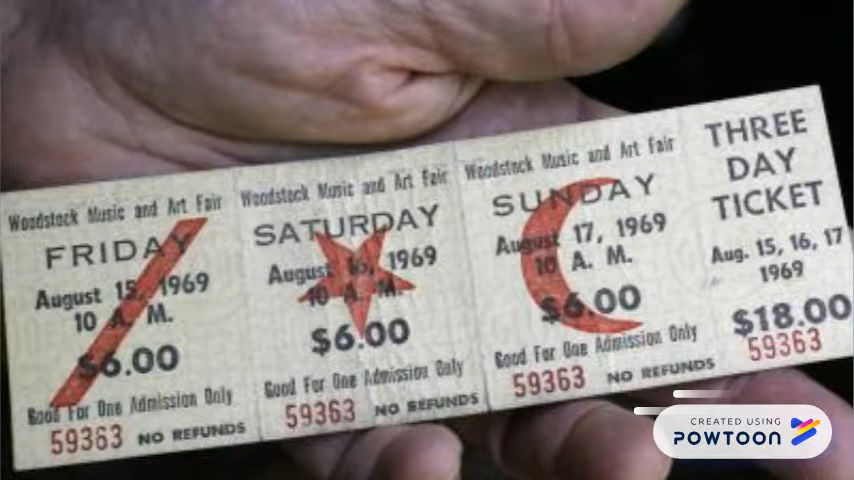 Woodstock Music and Art Fair
FRIDAY
August 15, 1969
10 A. M.
$6.00
Good For One Admission Only
59363 NO REFUNDS
Woodstock Music and Art Fair
SATURDAY
August 16, 1969
10 A. M.
$6.00
Good For One Admission Only
59363 NO REFUNDS
Woodstock Music and Art Fair
SUNDAY
August 17, 1969
10 A. M.
$6.00
Good For One Admission Only
59363 NO REFUNDS
THREE
DAY
TICKET
Aug. 15, 16, 17
1969
$18.00
59363
CREATED USING
POWTOON